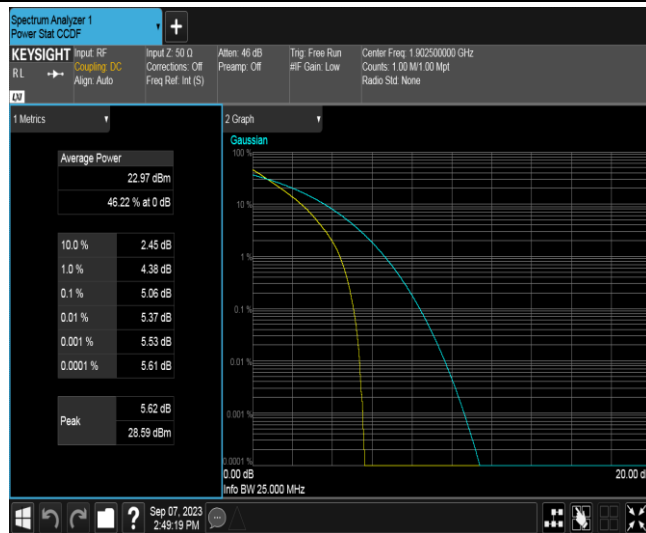 Spectrum Analyzer 1
Power Stat CCDF
KEYSIGHT
RL
Input: RF
Coupling: DC
Align: Auto
Input Z: 50 Ω
Corrections: Off
Freq Ref: Int (S)
Atten: 46 dB
Preamp: Off
Trig: Free Run
#IF Gain: Low
Center Freq: 1.902500000 GHz
Counts: 1.00 M/1.00 Mpt
Radio Std: None
LXI
1 Metrics
Average Power
22.97 dBm
46.22 % at 0 dB
10.0 % 2.45 dB
1.0 % 4.38 dB
0.1 % 5.06 dB
0.01 % 5.37 dB
0.001 % 5.53 dB
0.0001 % 5.61 dB
Peak
5.62 dB
28.59 dBm
2 Graph
Gaussian
100 %
10 %
1 %
0.1 %
0.01 %
0.001 %
0.0001 %
0.00 dB
20.00 d
Info BW 25.000 MHz
?
Sep 07, 2023
2:49:19 PM